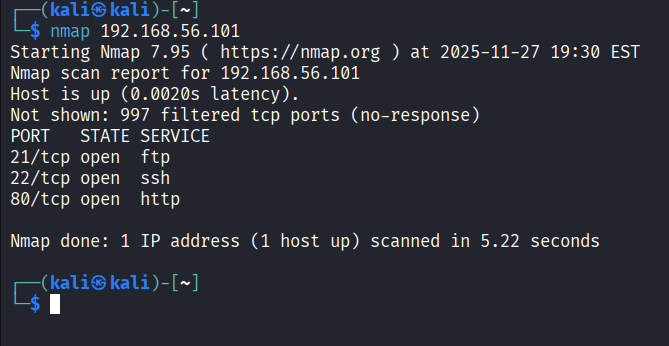 ┌──(kali㉿kali)-[~]
└─$ nmap 192.168.56.101
Starting Nmap 7.95 ( https://nmap.org ) at 2025-11-27 19:30 EST
Nmap scan report for 192.168.56.101
Host is up (0.0020s latency).
Not shown: 997 filtered tcp ports (no-response)
PORT   STATE SERVICE
21/tcp open  ftp
22/tcp open  ssh
80/tcp open  http
Nmap done: 1 IP address (1 host up) scanned in 5.22 seconds
┌──(kali㉿kali)-[~]
└─$